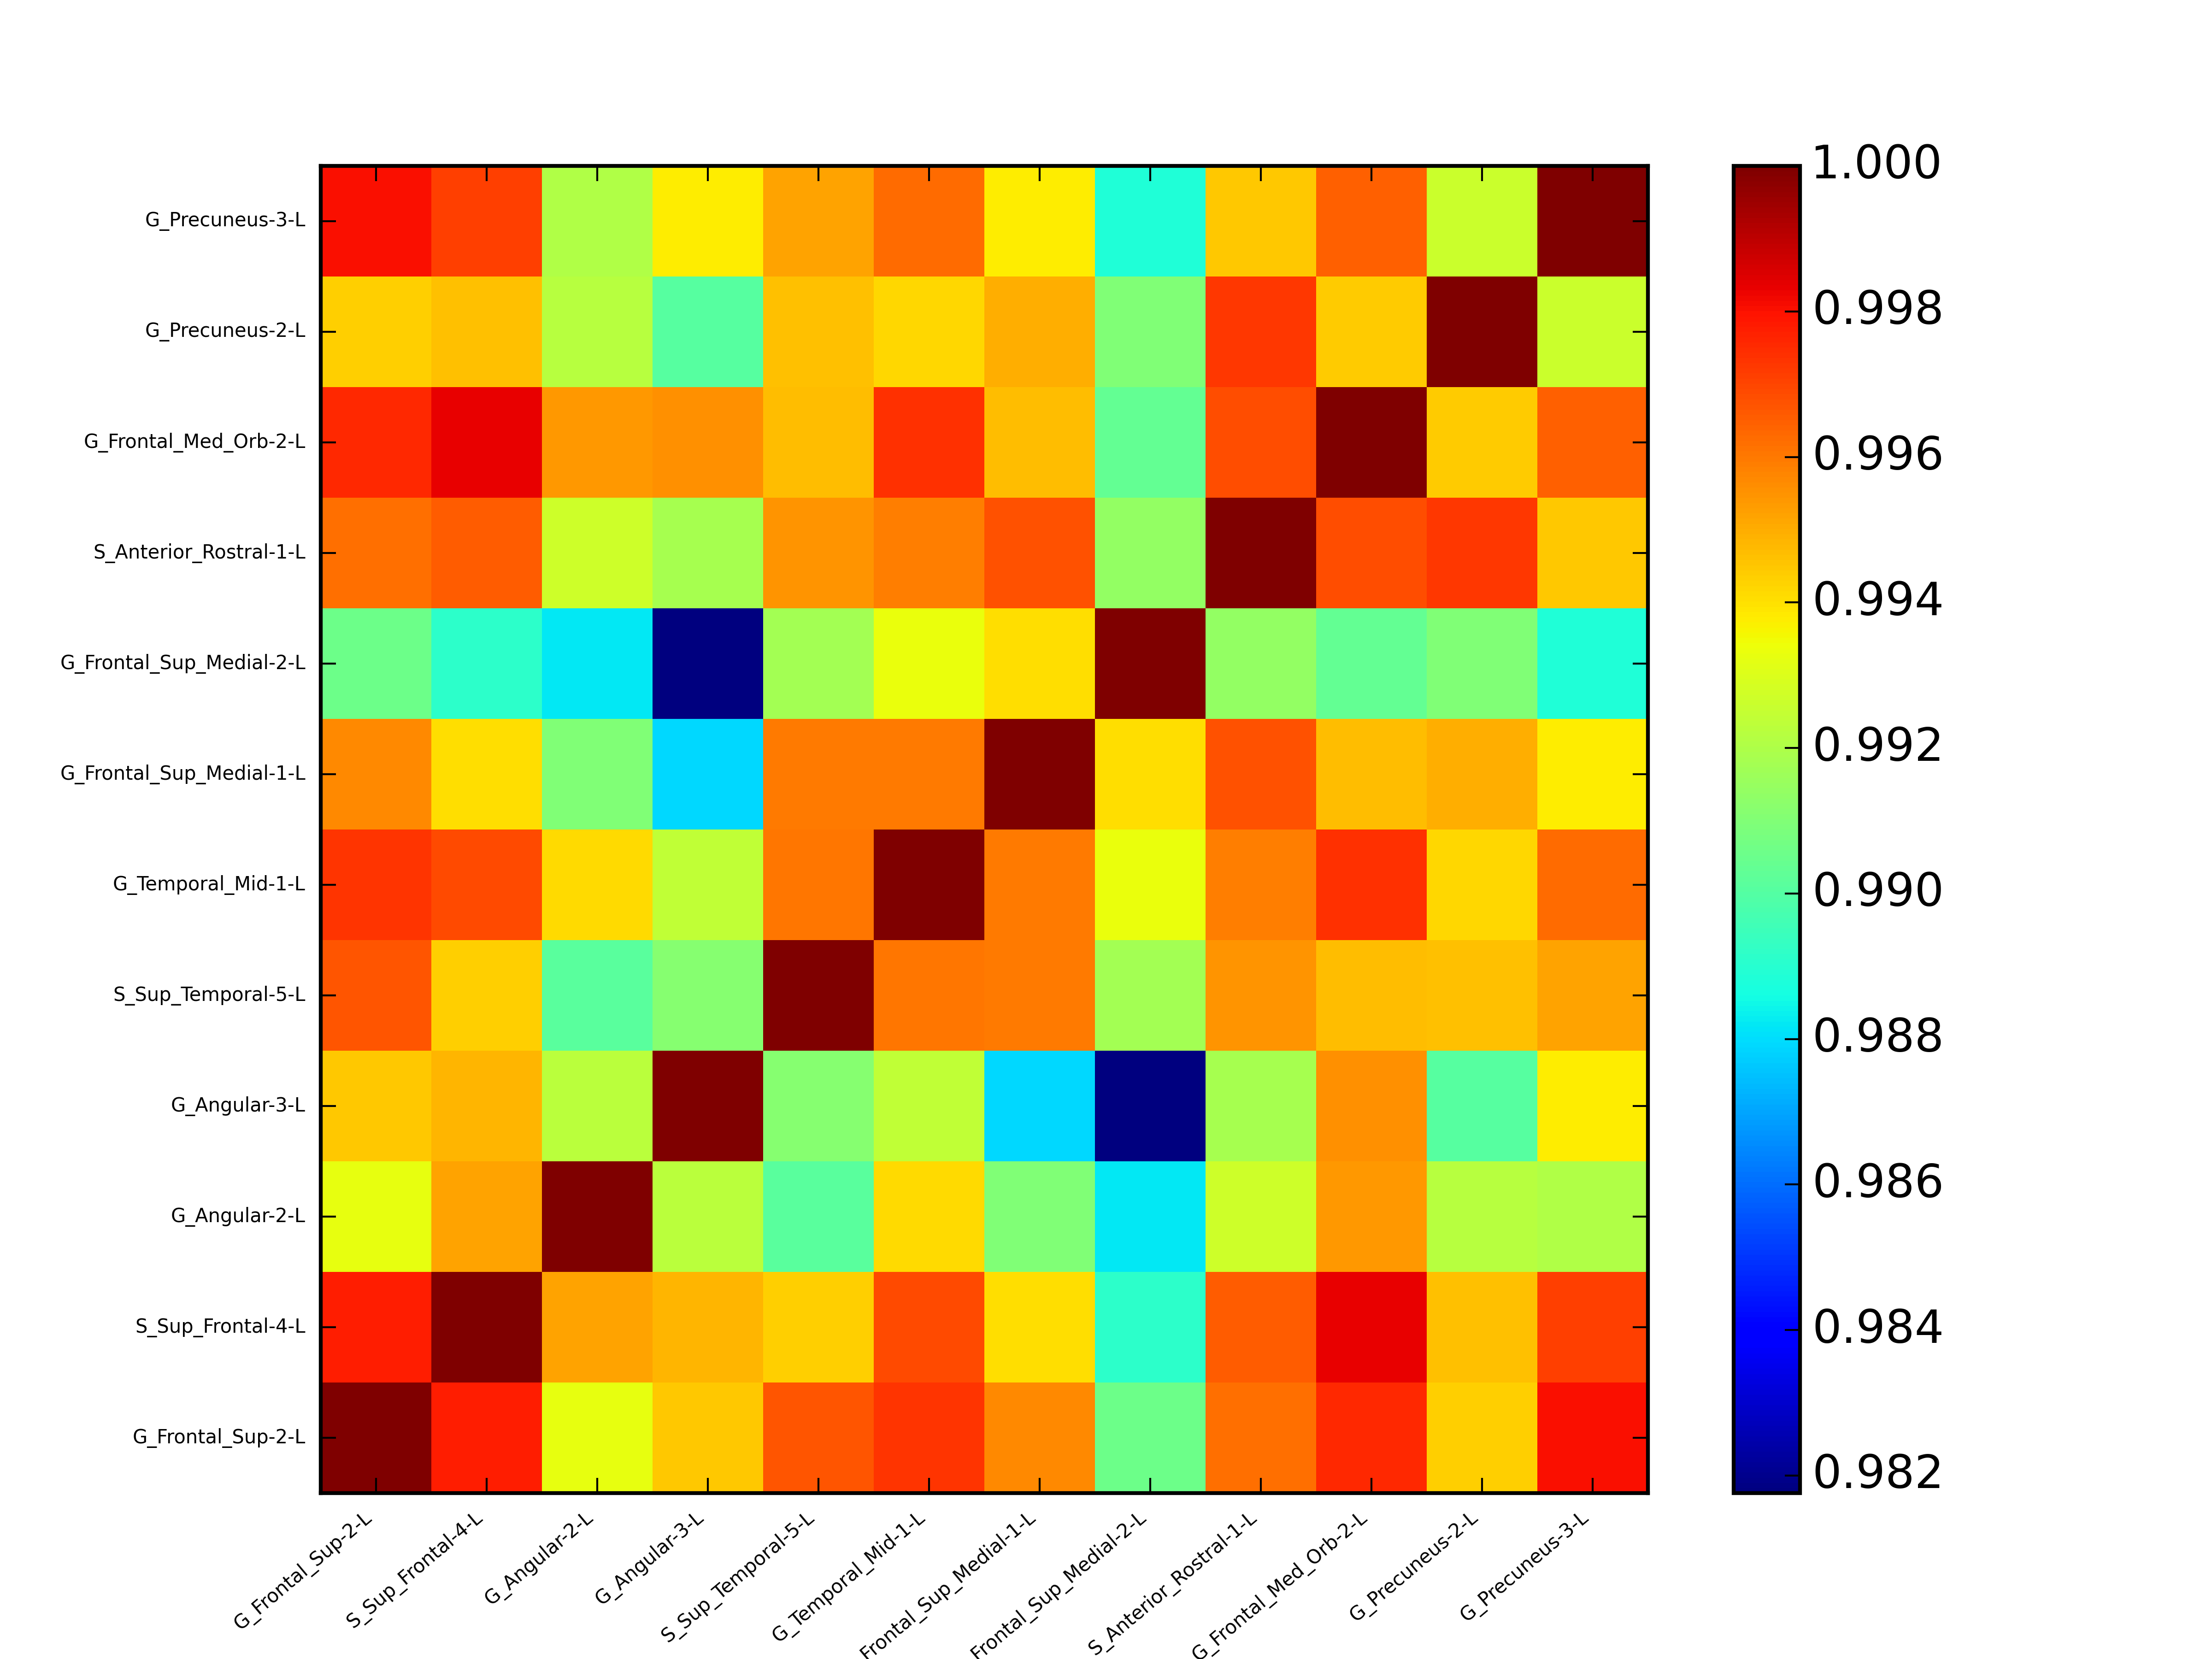 G_Precuneus-3-L
G_Precuneus-2-L
G_Frontal_Med_Orb-2-L
S_Anterior_Rostral-1-L
G_Frontal_Sup_Medial-2-L
G_Frontal_Sup_Medial-1-L
G_Temporal_Mid-1-L
S_Sup_Temporal-5-L
G_Angular-3-L
G_Angular-2-L
S_Sup_Frontal-4-L
G_Frontal_Sup-2-L
G_Frontal_Sup-2-L
S_Sup_Frontal-4-L
G_Angular-2-L
G_Angular-3-L
S_Sup_Temporal-5-L
G_Temporal_Mid-1-L
Frontal_Sup_Medial-1-L
Frontal_Sup_Medial-2-L
S_Anterior_Rostral-1-L
G_Frontal_Med_Orb-2-L
G_Precuneus-2-L
G_Precuneus-3-L
1.000
0.998
0.996
0.994
0.992
0.990
0.988
0.986
0.984
0.982